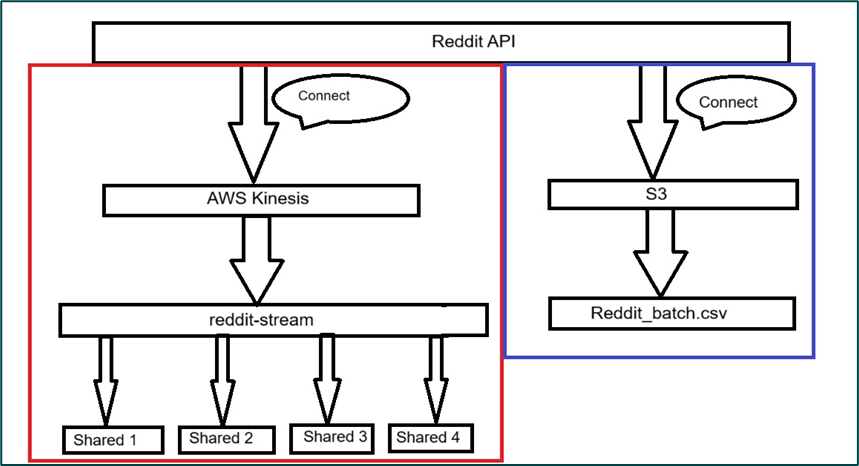 Reddit API
Connect
Connect
AWS Kinesis
S3
reddit-stream
Reddit_batch.csv
Shared 1
Shared 2
Shared 3
Shared 4